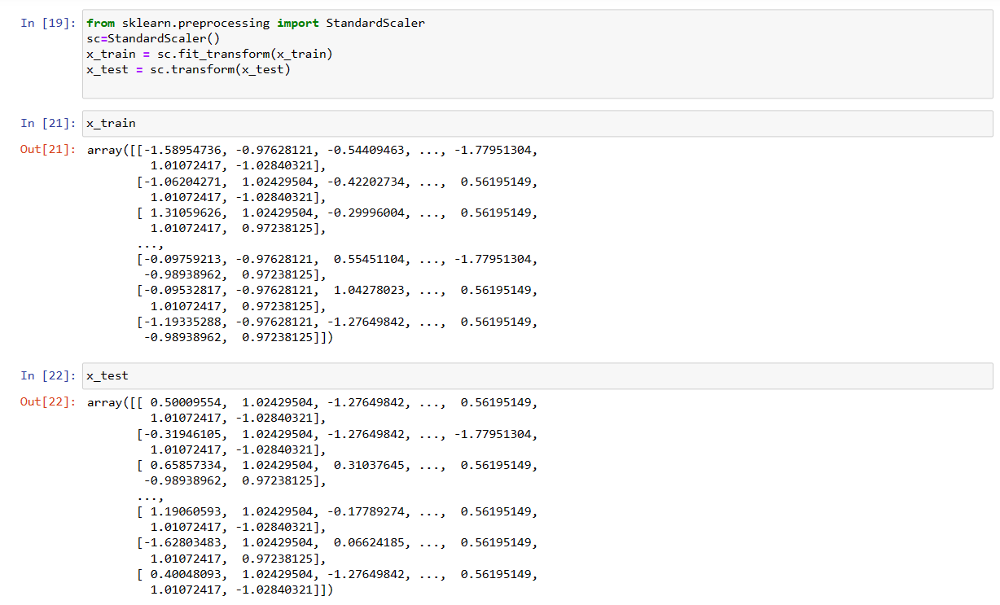 In [19]: from sklearn.preprocessing import StandardScaler
sc=StandardScaler()
x_train = sc.fit_transform(x_train)
x_test = sc.transform(x_test)
In [21]: x_train
Out[21]: array([[-1.58954736, -0.97628121, -0.54409463, ..., -1.77951304,
1.01072417, -1.02840321],
[-1.06204271,  1.02429504, -0.42202734, ...,  0.56195149,
1.01072417, -1.02840321],
[ 1.31059626,  1.02429504, -0.29996004, ...,  0.56195149,
1.01072417,  0.97238125],
...,
[-0.09759213, -0.97628121,  0.55451104, ..., -1.77951304,
-0.98938962,  0.97238125],
[-0.09532817, -0.97628121,  1.04278023, ...,  0.56195149,
1.01072417,  0.97238125],
[-1.19335288, -0.97628121, -1.27649842, ...,  0.56195149,
-0.98938962,  0.97238125]])
In [22]: x_test
Out[22]: array([[ 0.50009554,  1.02429504, -1.27649842, ...,  0.56195149,
1.01072417, -1.02840321],
[-0.31946105,  1.02429504, -1.27649842, ..., -1.77951304,
1.01072417, -1.02840321],
[ 0.65857334,  1.02429504,  0.31037645, ...,  0.56195149,
-0.98938962,  0.97238125],
...,
[ 1.19060593,  1.02429504, -0.17789274, ...,  0.56195149,
1.01072417, -1.02840321],
[-1.62803483,  1.02429504,  0.06624185, ...,  0.56195149,
1.01072417,  0.97238125],
[ 0.40048093,  1.02429504, -1.27649842, ...,  0.56195149,
1.01072417, -1.02840321]])